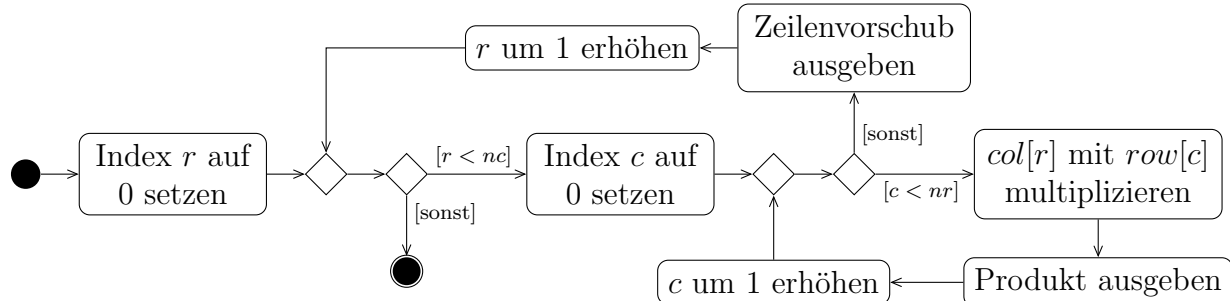 Zeilenvorschub
ausgeben
r um 1 erhöhen
[sonst]
Index r auf
0 setzen
[r < nc]
Index c auf
0 setzen
col[r] mit row[c]
multiplizieren
[c < nr]
[sonst]
c um 1 erhöhen
Produkt ausgeben